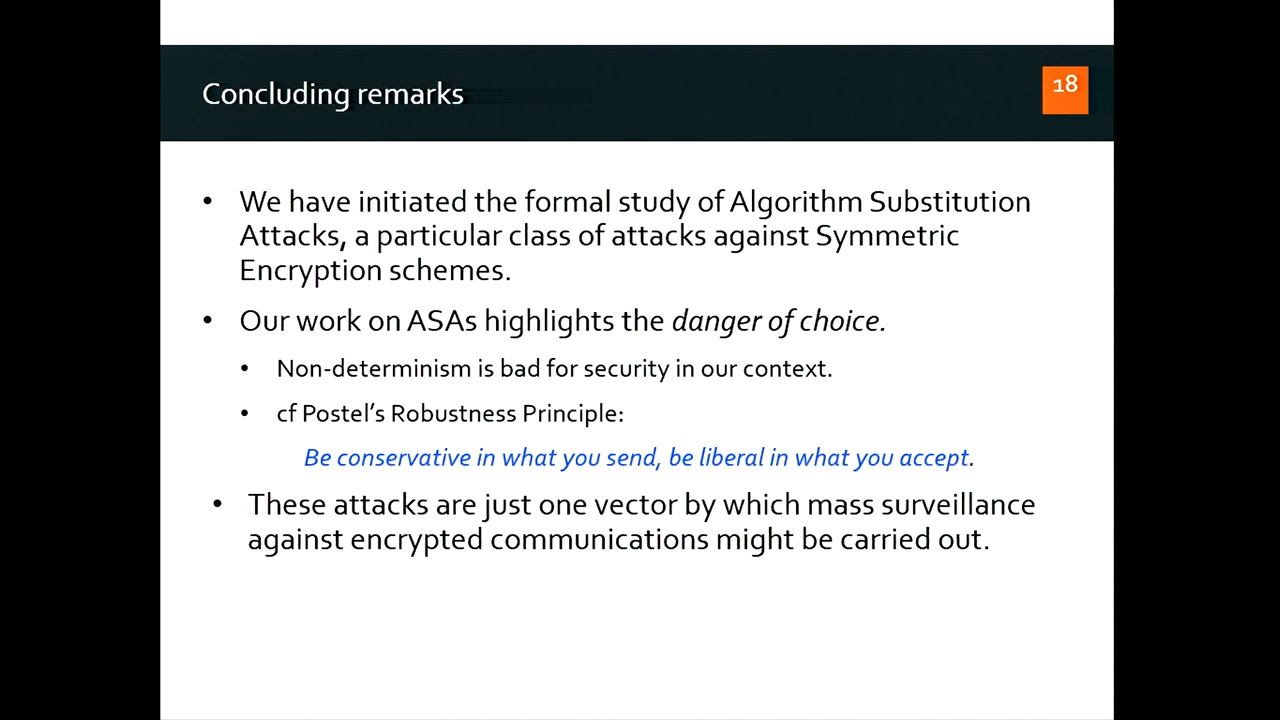 Concluding remarks
18
• We have initiated the formal study of Algorithm Substitution
Attacks, a particular class of attacks against Symmetric
Encryption schemes.
• Our work on ASAs highlights the danger of choice.
• Non-determinism is bad for security in our context.
• cf Postel’s Robustness Principle:
Be conservative in what you send, be liberal in what you accept.
• These attacks are just one vector by which mass surveillance
against encrypted communications might be carried out.